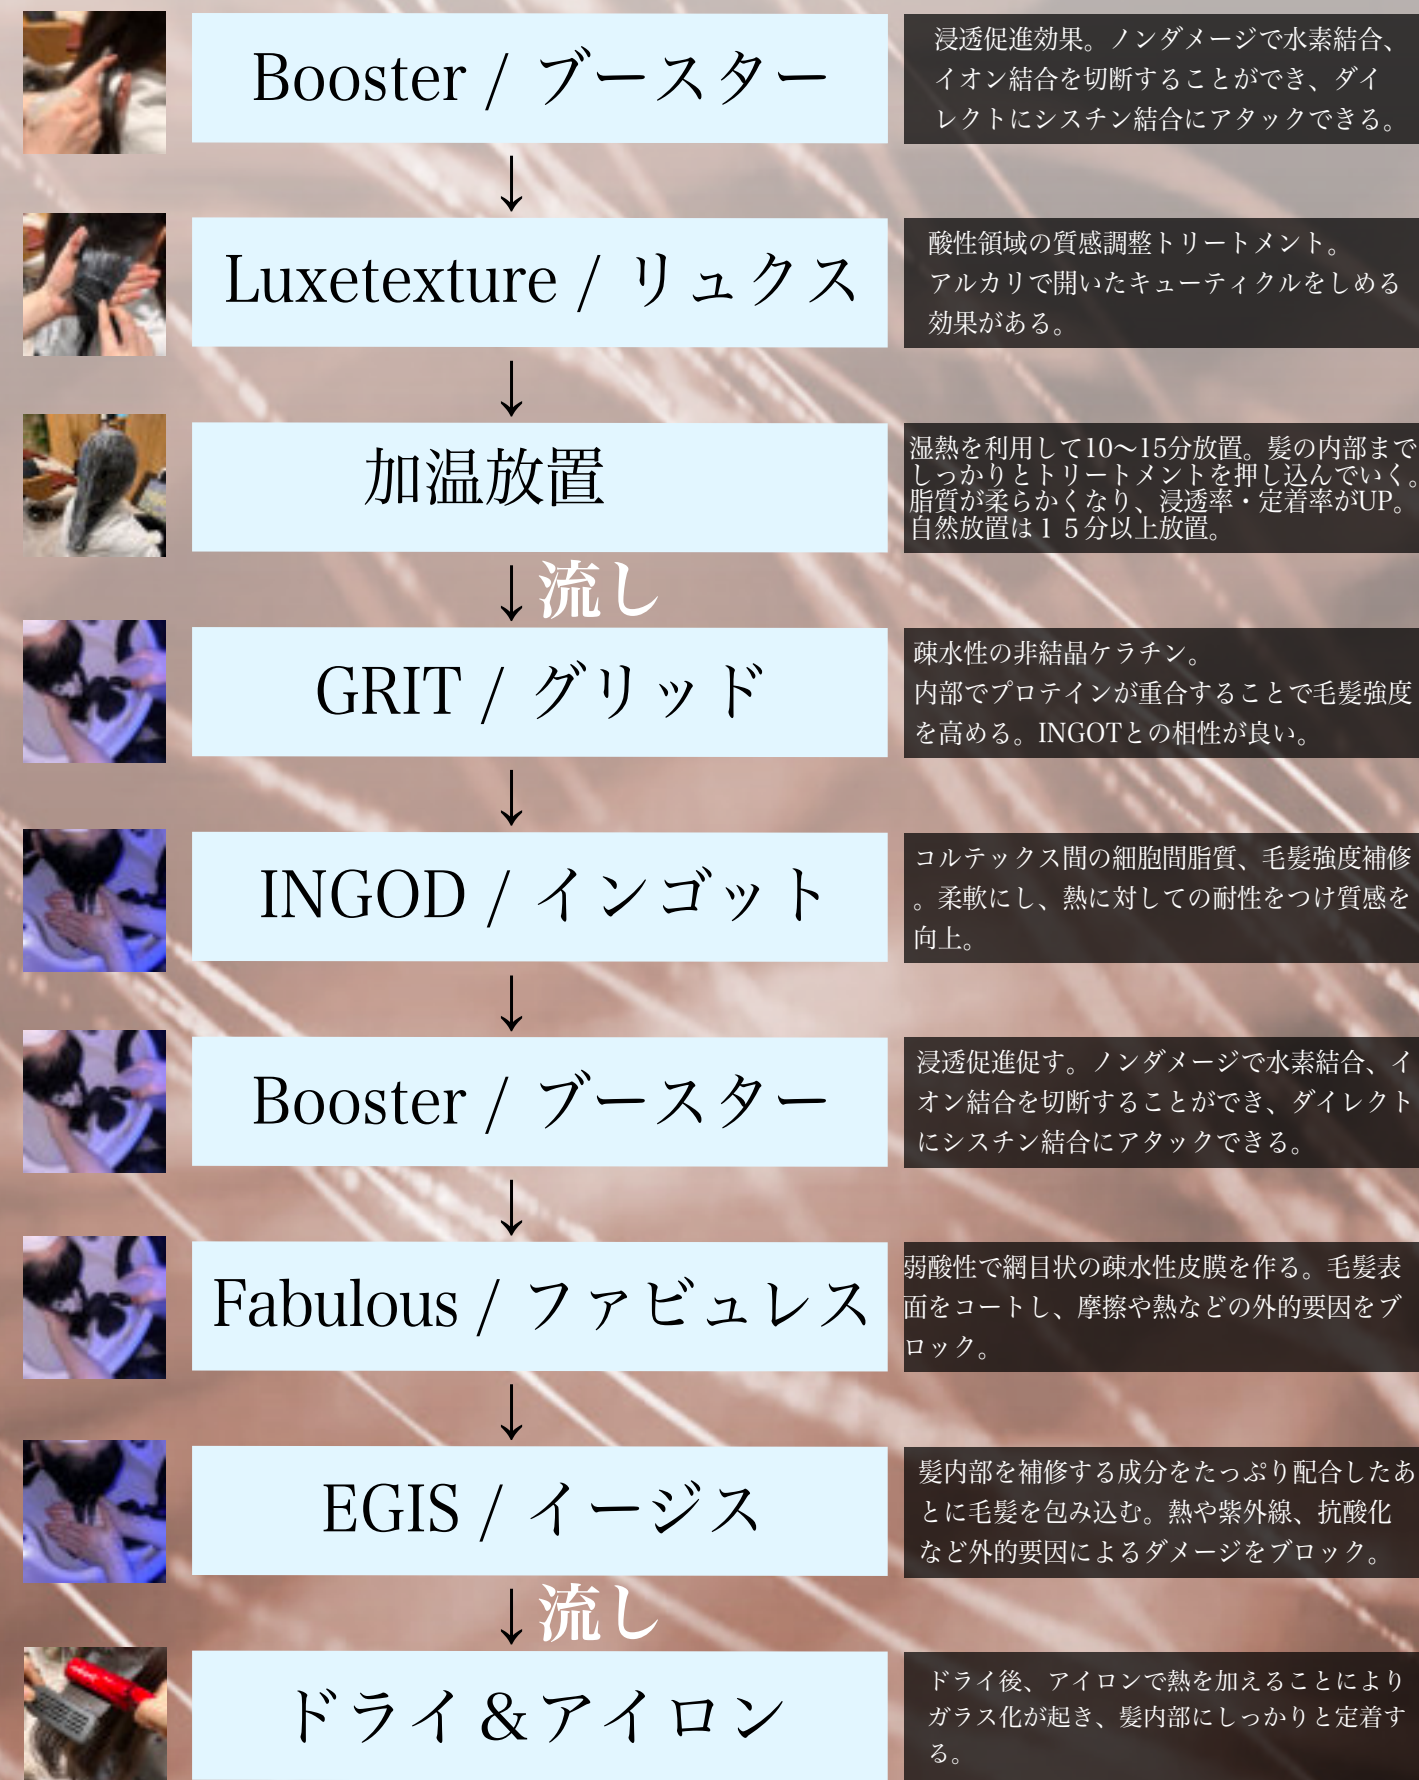 Booster / ブースター
浸透促進効果。ノンダメージで水素結合、
イオン結合を切断することができ、ダイ
レクトにシスチン結合にアタックできる。
↓
Luxetexture / リュクス
酸性領域の質感調整トリートメント。
アルカリで開いたキューティクルをしめる
効果がある。
↓
加温放置
湿熱を利用して10〜15分放置。髪の内部まで
しっかりとトリートメントを押し込んでいく。
脂質が柔らかくなり、浸透率・定着率がUP。
自然放置は１５分以上放置。
↓ 流し
GRIT / グリッド
疎水性の非結晶ケラチン。
内部でプロテインが重合することで毛髪強度
を高める。INGOTとの相性が良い。
↓
INGOD / インゴット
コルテックス間の細胞間脂質、毛髪強度補修
。柔軟にし、熱に対しての耐性をつけ質感を
向上。
↓
Booster / ブースター
浸透促進促す。ノンダメージで水素結合、イ
オン結合を切断することができ、ダイレクト
にシスチン結合にアタックできる。
↓
Fabulous / ファビュレス
弱酸性で網目状の疎水性皮膜を作る。毛髪表
面をコートし、摩擦や熱などの外的要因をブ
ロック。
↓
EGIS / イージス
髪内部を補修する成分をたっぷり配合したあ
とに毛髪を包み込む。熱や紫外線、抗酸化
など外的要因によるダメージをブロック。
↓ 流し
ドライ＆アイロン
ドライ後、アイロンで熱を加えることにより
ガラス化が起き、髪内部にしっかりと定着す
る。